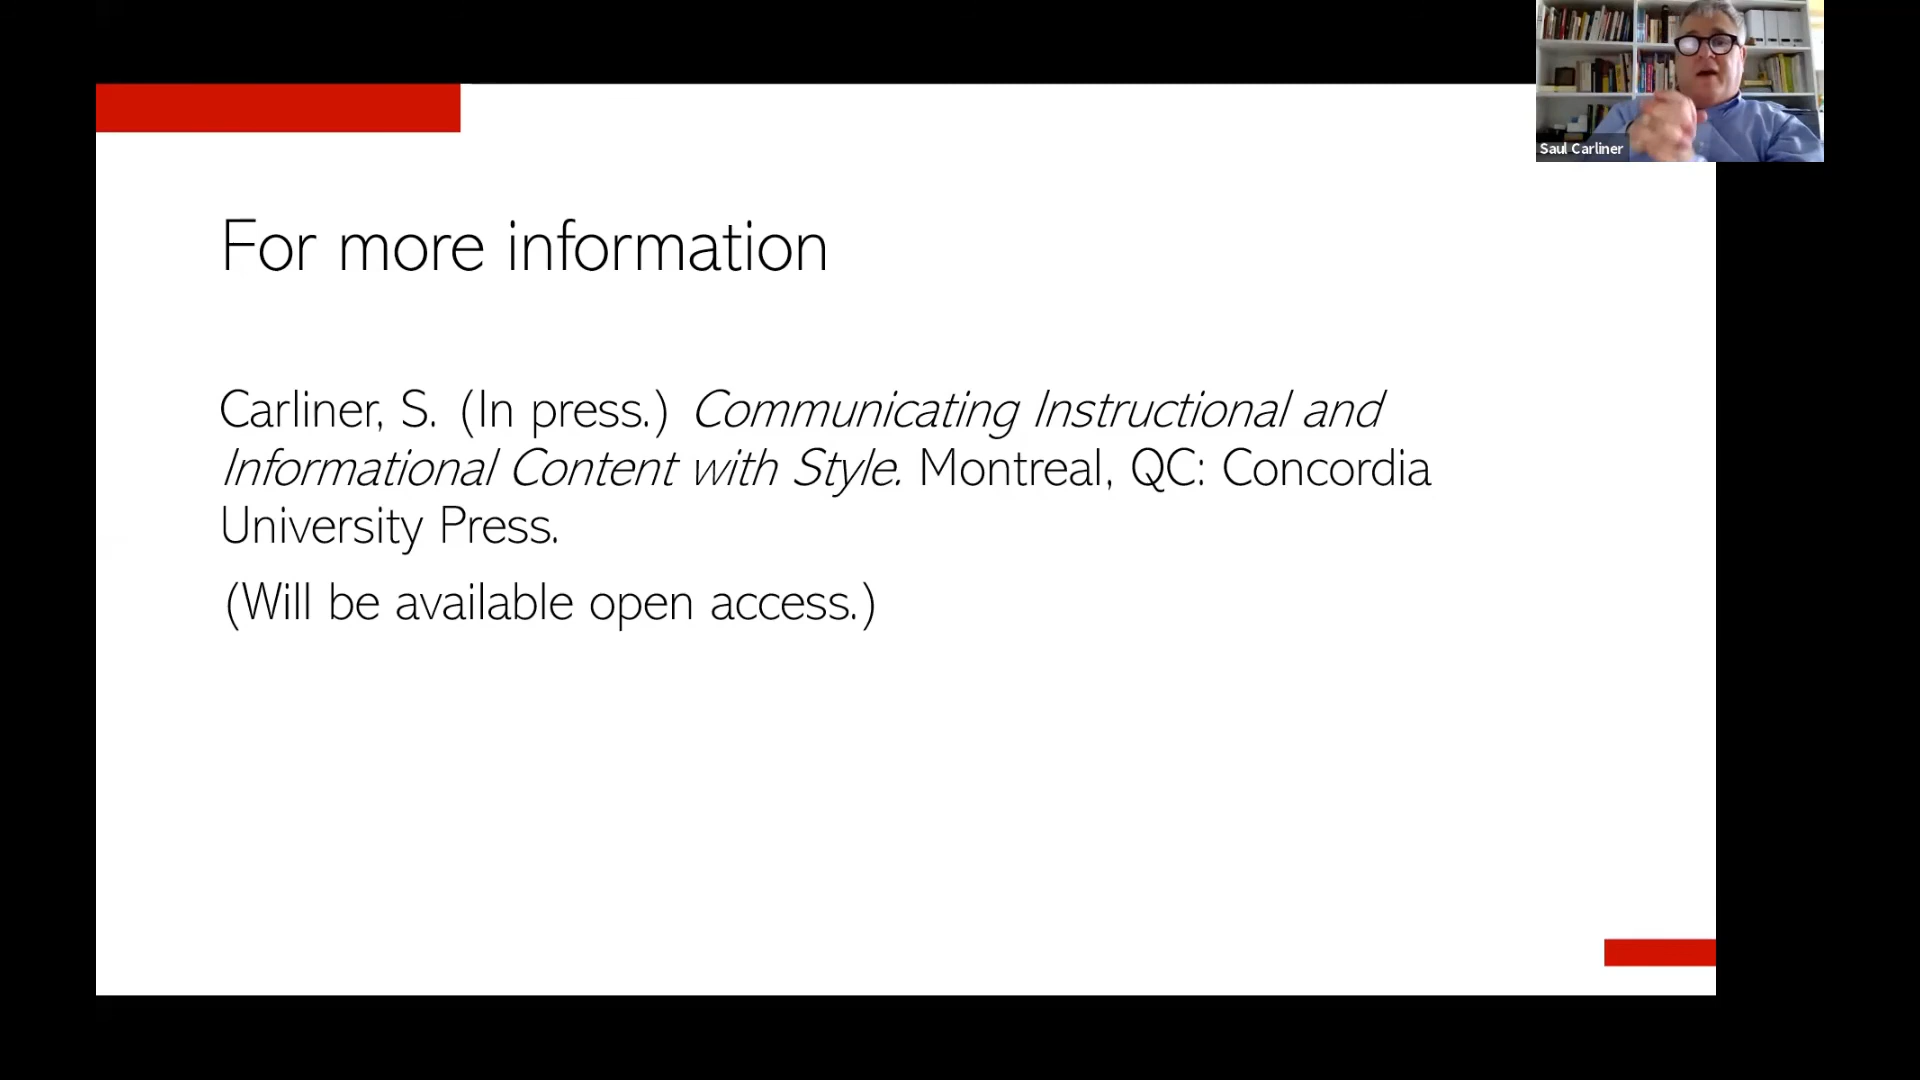 Saul Carliner
For more information
Carliner, S. (In press.) Communicating Instructional and
Informational Content with Style. Montreal, QC: Concordia
University Press.
(Will be available open access.)